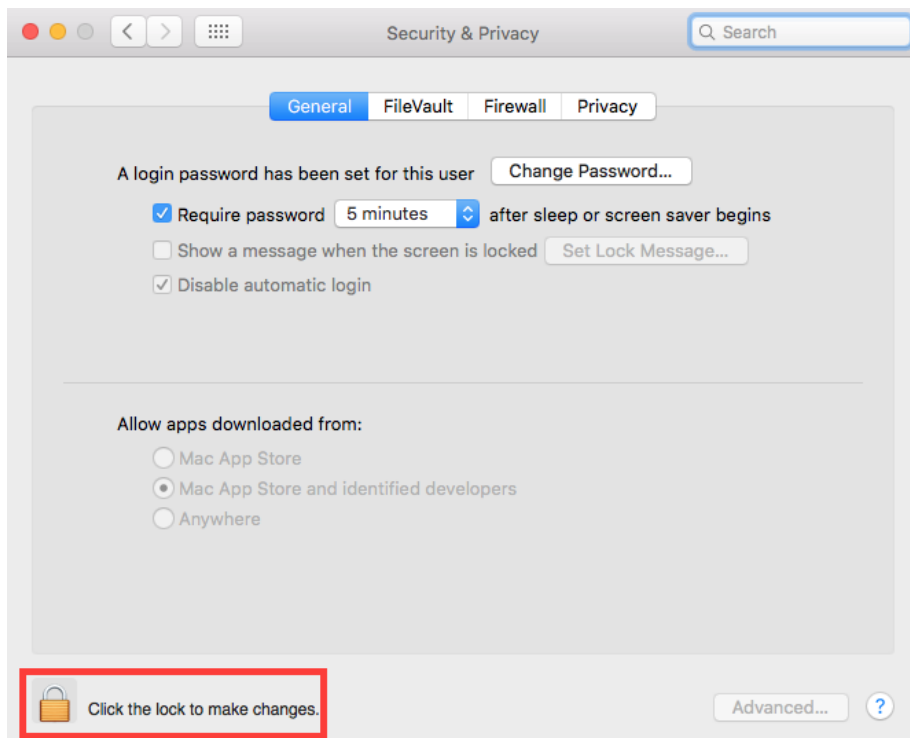 Security & Privacy
Search
General FileVault Firewall Privacy
A login password has been set for this user Change Password...
Require password 5 minutes after sleep or screen saver begins
Show a message when the screen is locked Set Lock Message...
Disable automatic login
Allow apps downloaded from:
Mac App Store
Mac App Store and identified developers
Anywhere
Click the lock to make changes.
Advanced... ?